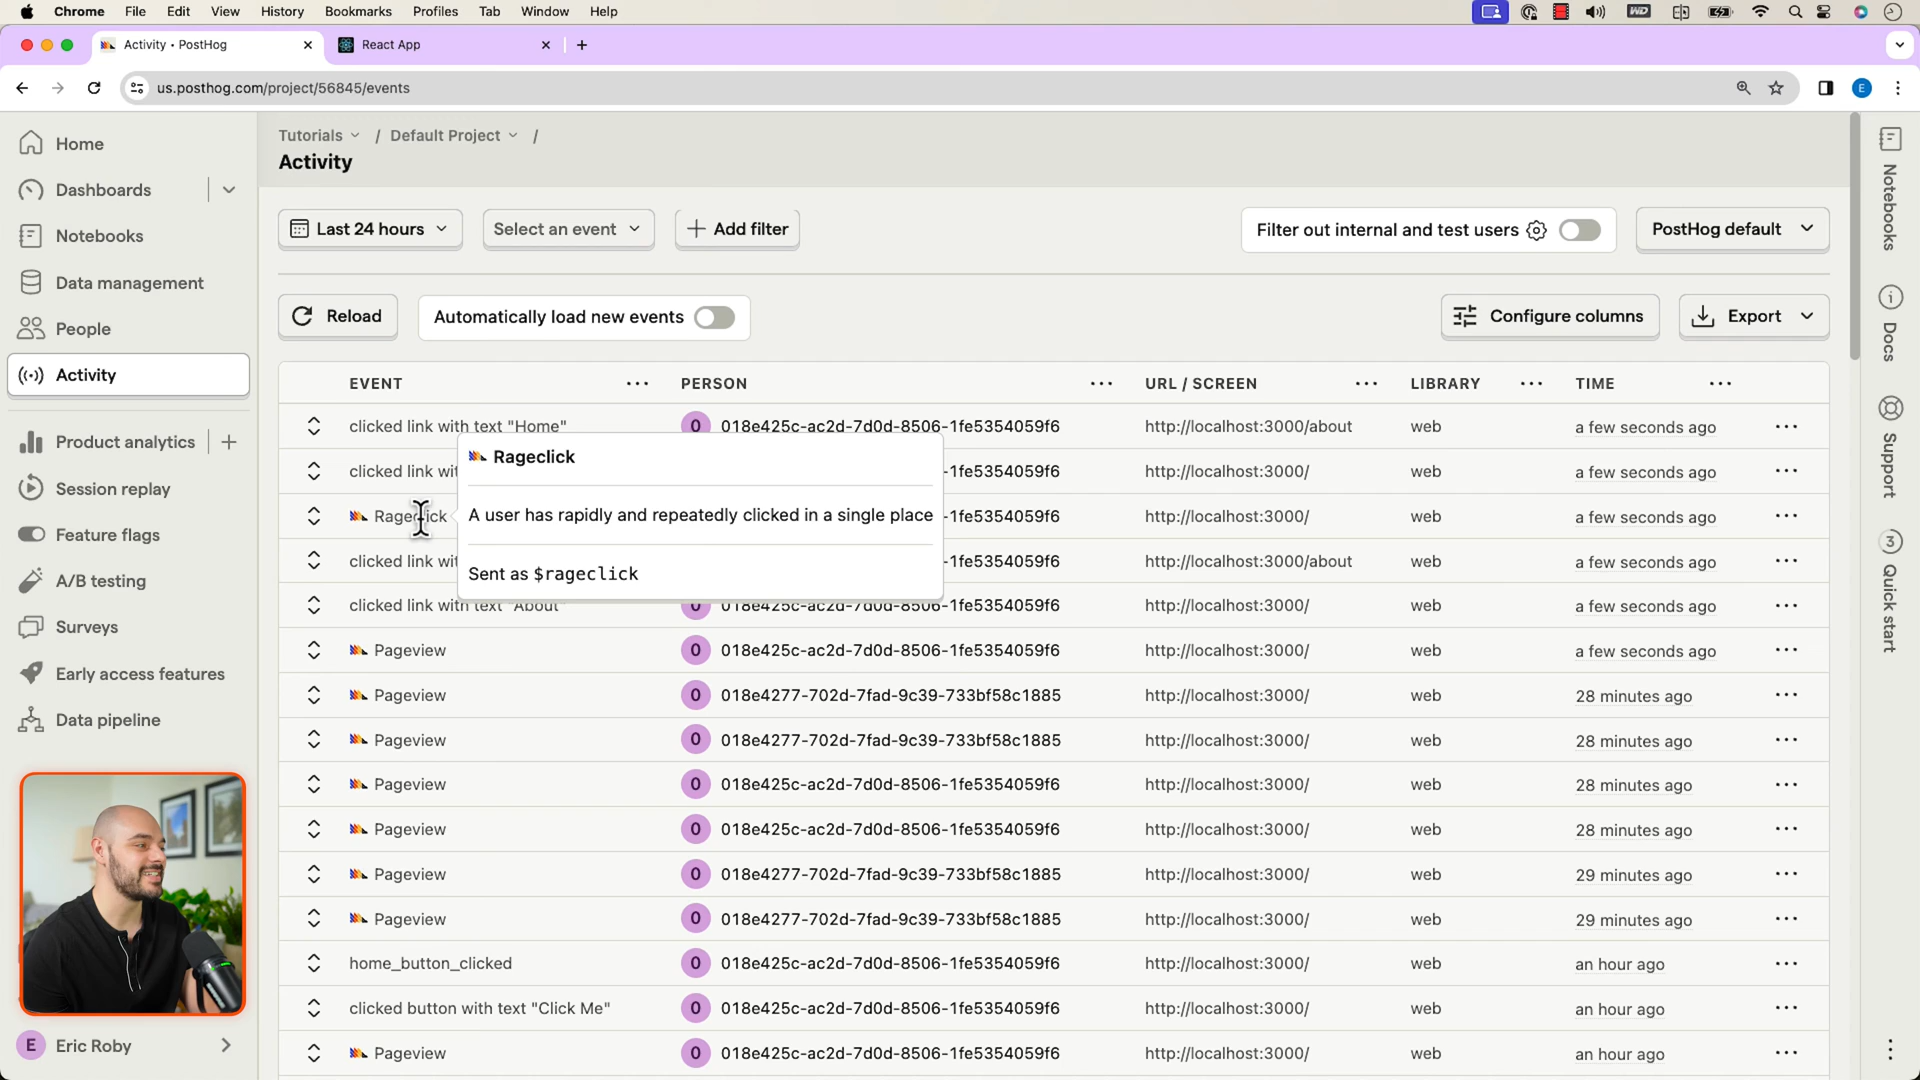 Chrome File Edit View History Bookmarks Profiles Tab Window Help
WD
Activity • PostHog
React App
us.posthog.com/project/56845/events
E
Home
Dashboards
Notebooks
Data management
People
Activity
Product analytics
Session replay
Feature flags
A/B testing
Surveys
Early access features
Data pipeline
E Eric Roby
Tutorials / Default Project /
Activity
Last 24 hours
Select an event
Add filter
Filter out internal and test users
PostHog default
Reload
Automatically load new events
Configure columns
Export
EVENT PERSON URL / SCREEN LIBRARY TIME
clicked link with text "Home" 0 018e425c-ac2d-7d0d-8506-1fe5354059f6 http://localhost:3000/about web a few seconds ago
clicked link wit -1fe5354059f6 http://localhost:3000/ web a few seconds ago
Rageclick -1fe5354059f6 http://localhost:3000/ web a few seconds ago
clicked link wit -1fe5354059f6 http://localhost:3000/about web a few seconds ago
clicked link with text "About" 0 018e425c-ac2d-7d0d-8506-1fe5354059f6 http://localhost:3000/ web a few seconds ago
Pageview 0 018e425c-ac2d-7d0d-8506-1fe5354059f6 http://localhost:3000/ web a few seconds ago
Pageview 0 018e4277-702d-7fad-9c39-733bf58c1885 http://localhost:3000/ web 28 minutes ago
Pageview 0 018e4277-702d-7fad-9c39-733bf58c1885 http://localhost:3000/ web 28 minutes ago
Pageview 0 018e425c-ac2d-7d0d-8506-1fe5354059f6 http://localhost:3000/ web 28 minutes ago
Pageview 0 018e425c-ac2d-7d0d-8506-1fe5354059f6 http://localhost:3000/ web 28 minutes ago
Pageview 0 018e4277-702d-7fad-9c39-733bf58c1885 http://localhost:3000/ web 29 minutes ago
Pageview 0 018e4277-702d-7fad-9c39-733bf58c1885 http://localhost:3000/ web 29 minutes ago
home_button_clicked 0 018e425c-ac2d-7d0d-8506-1fe5354059f6 http://localhost:3000/ web an hour ago
clicked button with text "Click Me" 0 018e425c-ac2d-7d0d-8506-1fe5354059f6 http://localhost:3000/ web an hour ago
Pageview 0 018e425c-ac2d-7d0d-8506-1fe5354059f6 http://localhost:3000/ web an hour ago
Rageclick
A user has rapidly and repeatedly clicked in a single place
Sent as $rageclick
Notebooks
Docs
Support
3 Quick start